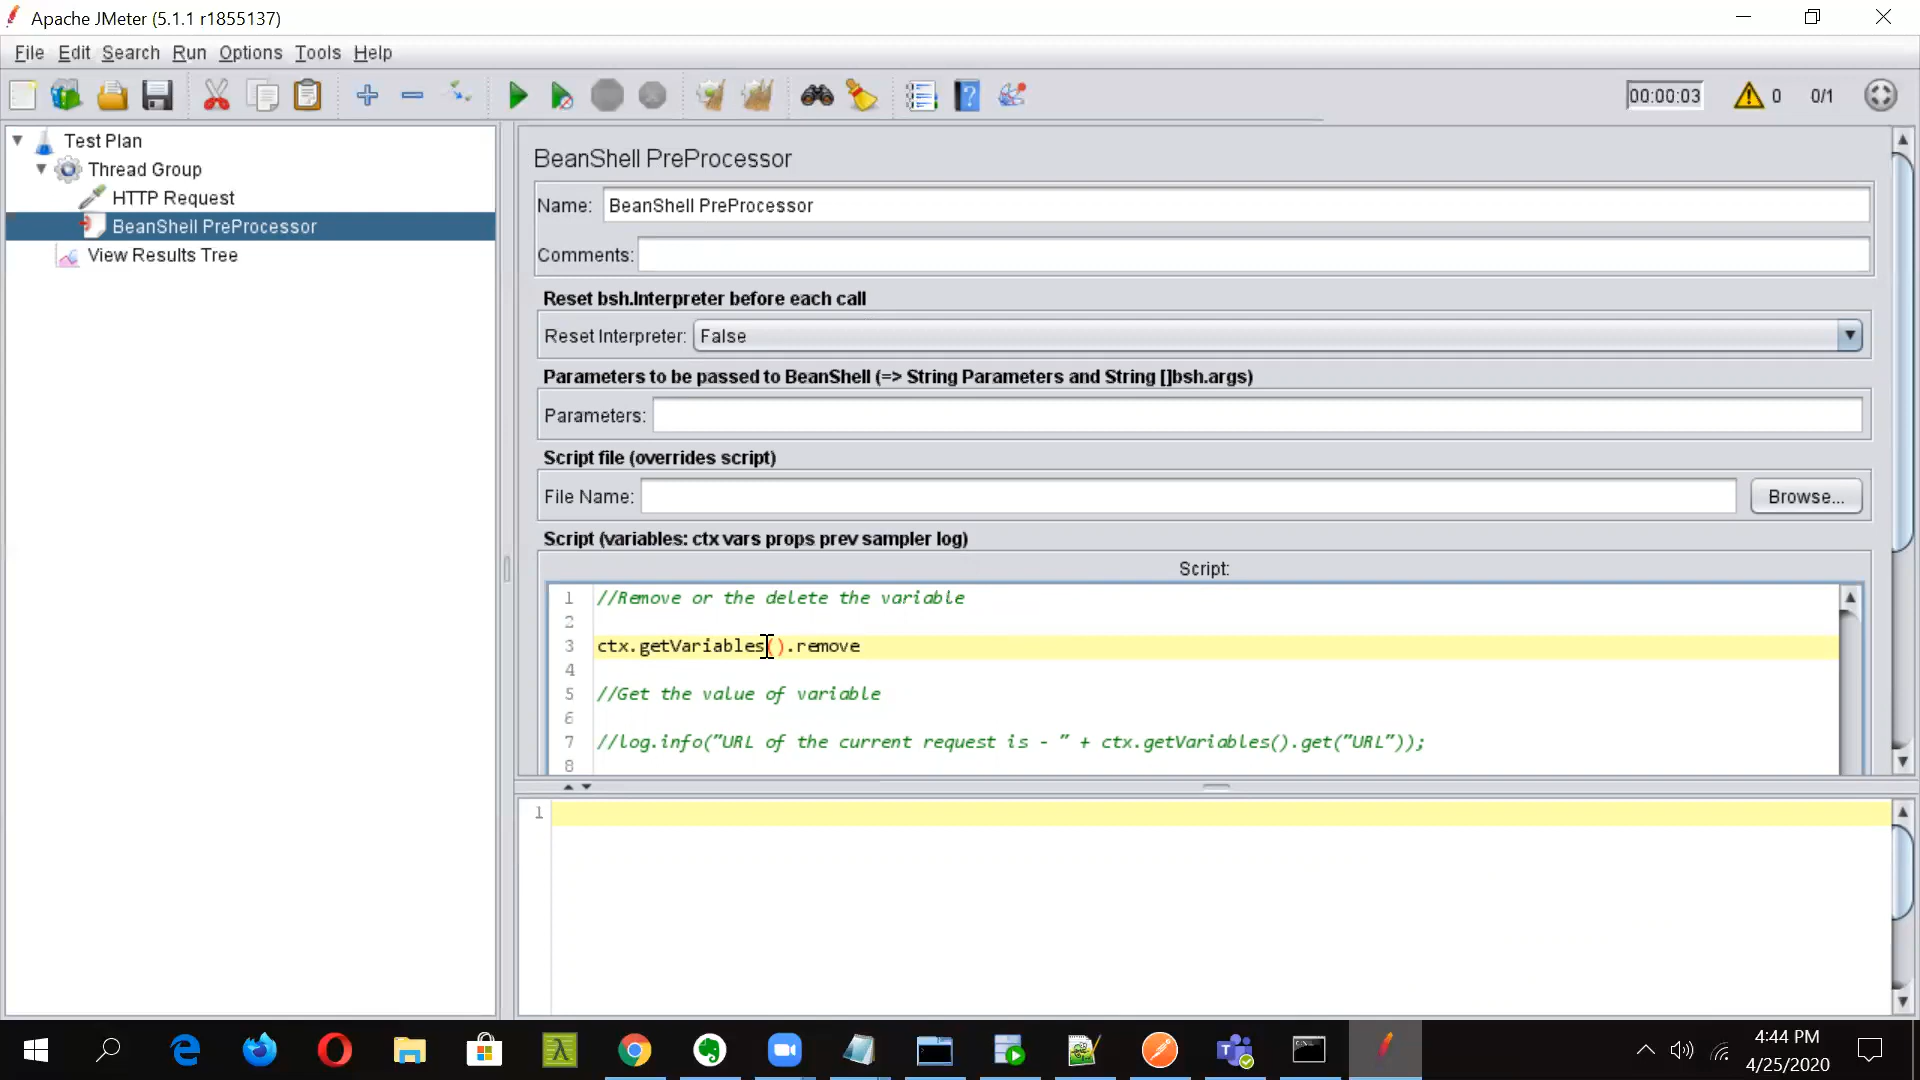 Apache JMeter (5.1.1 r1855137)
File Edit Search Run Options Tools Help
00:00:03 0 0/1
Test Plan
Thread Group
HTTP Request
BeanShell PreProcessor
View Results Tree
BeanShell PreProcessor
Name: BeanShell PreProcessor
Comments:
Reset bsh.Interpreter before each call
Reset Interpreter: False
Parameters to be passed to BeanShell (=> String Parameters and String []bsh.args)
Parameters:
Script file (overrides script)
File Name: Browse...
Script (variables: ctx vars props prev sampler log)
Script:
1 //Remove or the delete the variable
2
3 ctx.getVariables().remove
4
5 //Get the value of variable
6
7 //log.info("URL of the current request is - " + ctx.getVariables().get("URL"));
8
1
4:44 PM
4/25/2020